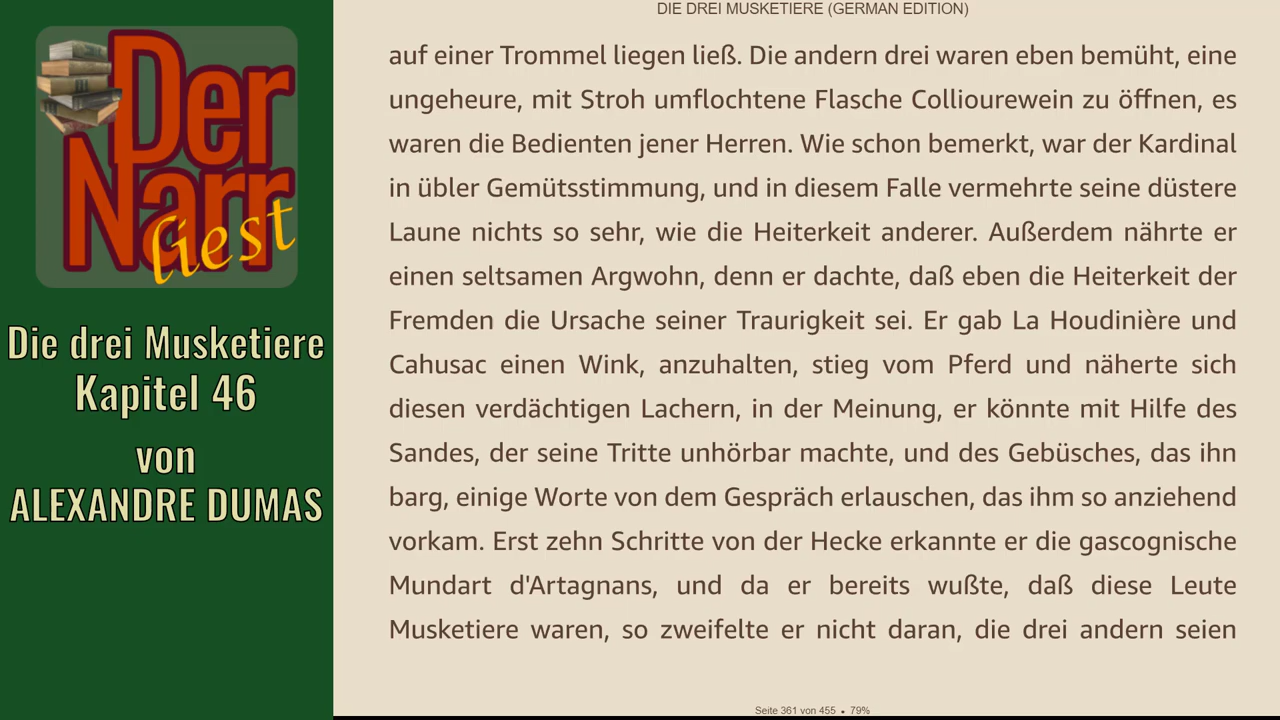 Der
Narr
liest
Die drei Musketiere
Kapitel 46
von
ALEXANDRE DUMAS
DIE DREI MUSKETIERE (GERMAN EDITION)
auf einer Trommel liegen ließ. Die andern drei waren eben bemüht, eine
ungeheure, mit Stroh umflochtene Flasche Colliourewein zu öffnen, es
waren die Bedienten jener Herren. Wie schon bemerkt, war der Kardinal
in übler Gemütsstimmung, und in diesem Falle vermehrte seine düstere
Laune nichts so sehr, wie die Heiterkeit anderer. Außerdem nährte er
einen seltsamen Argwohn, denn er dachte, daß eben die Heiterkeit der
Fremden die Ursache seiner Traurigkeit sei. Er gab La Houdinière und
Cahusac einen Wink, anzuhalten, stieg vom Pferd und näherte sich
diesen verdächtigen Lachern, in der Meinung, er könnte mit Hilfe des
Sandes, der seine Tritte unhörbar machte, und des Gebüsches, das ihn
barg, einige Worte von dem Gespräch erlauschen, das ihm so anziehend
vorkam. Erst zehn Schritte von der Hecke erkannte er die gascognische
Mundart d'Artagnans, und da er bereits wußte, daß diese Leute
Musketiere waren, so zweifelte er nicht daran, die drei andern seien
Seite 361 von 455 • 79%